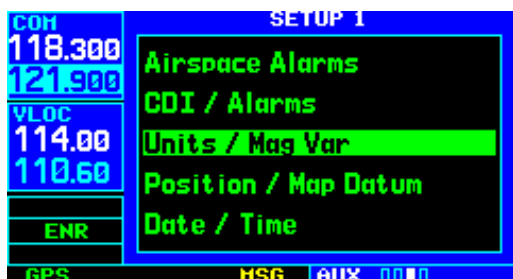 COM
118.300
121.900
VLOC
114.00
110.60
ENR
SETUP 1
Airspace Alarms
CDI / Alarms
Units / Mag Var
Position / Map Datum
Date / Time
GPS MSG AUX